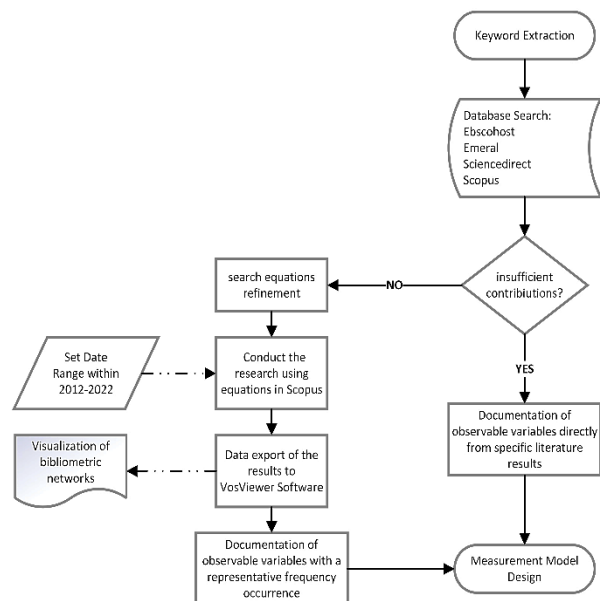 Keyword Extraction
Database Search:
Ebscohost
Emeral
Sciencedirect
Scopus
insufficient
contribiutions?
NO
YES
search equations
refinement
Set Date
Range within
2012-2022
Conduct the
research using
equations in Scopus
Documentation of
observable variables directly
from specific literature
results
Visualization of
bibliometric
networks
Data export of the
results to
VosViewer Software
Documentation of
observable variables with a
representative frequency
occurrence
Measurement Model
Design